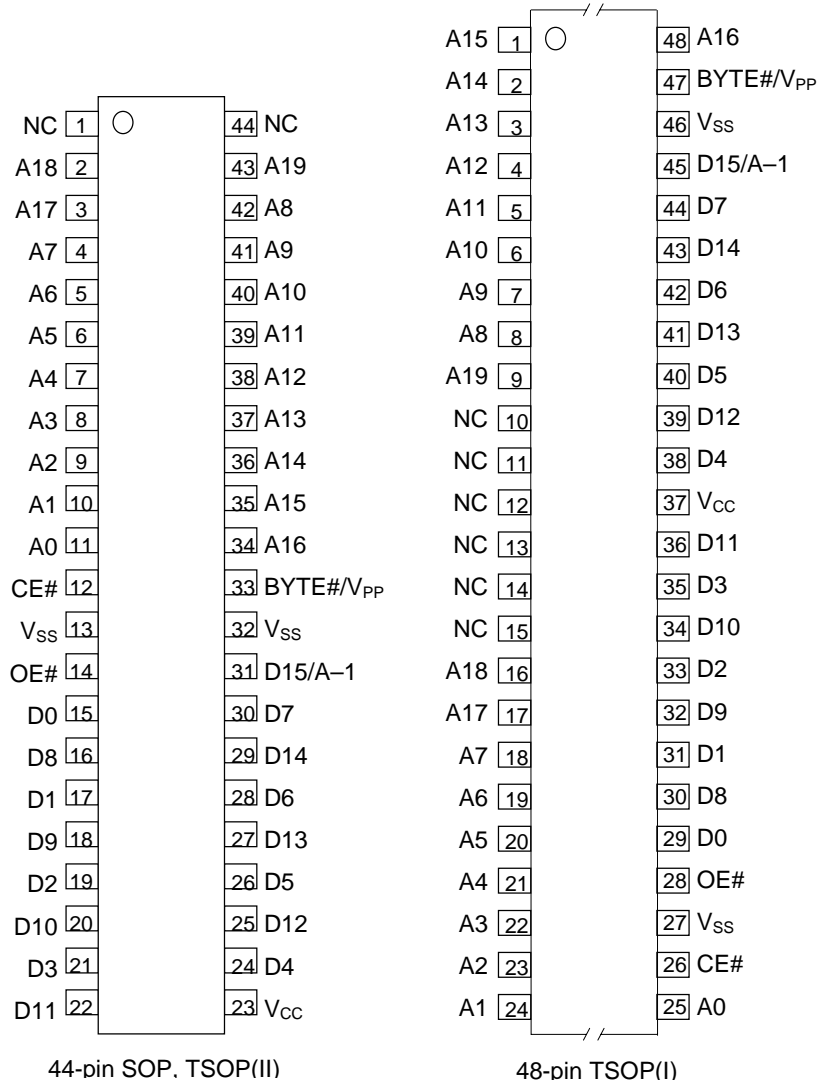 NC 1 44 NC
A18 2 43 A19
A17 3 42 A8
A7 4 41 A9
A6 5 40 A10
A5 6 39 A11
A4 7 38 A12
A3 8 37 A13
A2 9 36 A14
A1 10 35 A15
A0 11 34 A16
CE# 12 33 BYTE#/VPP
VSS 13 32 VSS
OE# 14 31 D15/A–1
D0 15 30 D7
D8 16 29 D14
D1 17 28 D6
D9 18 27 D13
D2 19 26 D5
D10 20 25 D12
D3 21 24 D4
D11 22 23 VCC
44-pin SOP, TSOP(II)
A15 1 48 A16
A14 2 47 BYTE#/VPP
A13 3 46 VSS
A12 4 45 D15/A–1
A11 5 44 D7
A10 6 43 D14
A9 7 42 D6
A8 8 41 D13
A19 9 40 D5
NC 10 39 D12
NC 11 38 D4
NC 12 37 VCC
NC 13 36 D11
NC 14 35 D3
NC 15 34 D10
A18 16 33 D2
A17 17 32 D9
A7 18 31 D1
A6 19 30 D8
A5 20 29 D0
A4 21 28 OE#
A3 22 27 VSS
A2 23 26 CE#
A1 24 25 A0
48-pin TSOP(I)